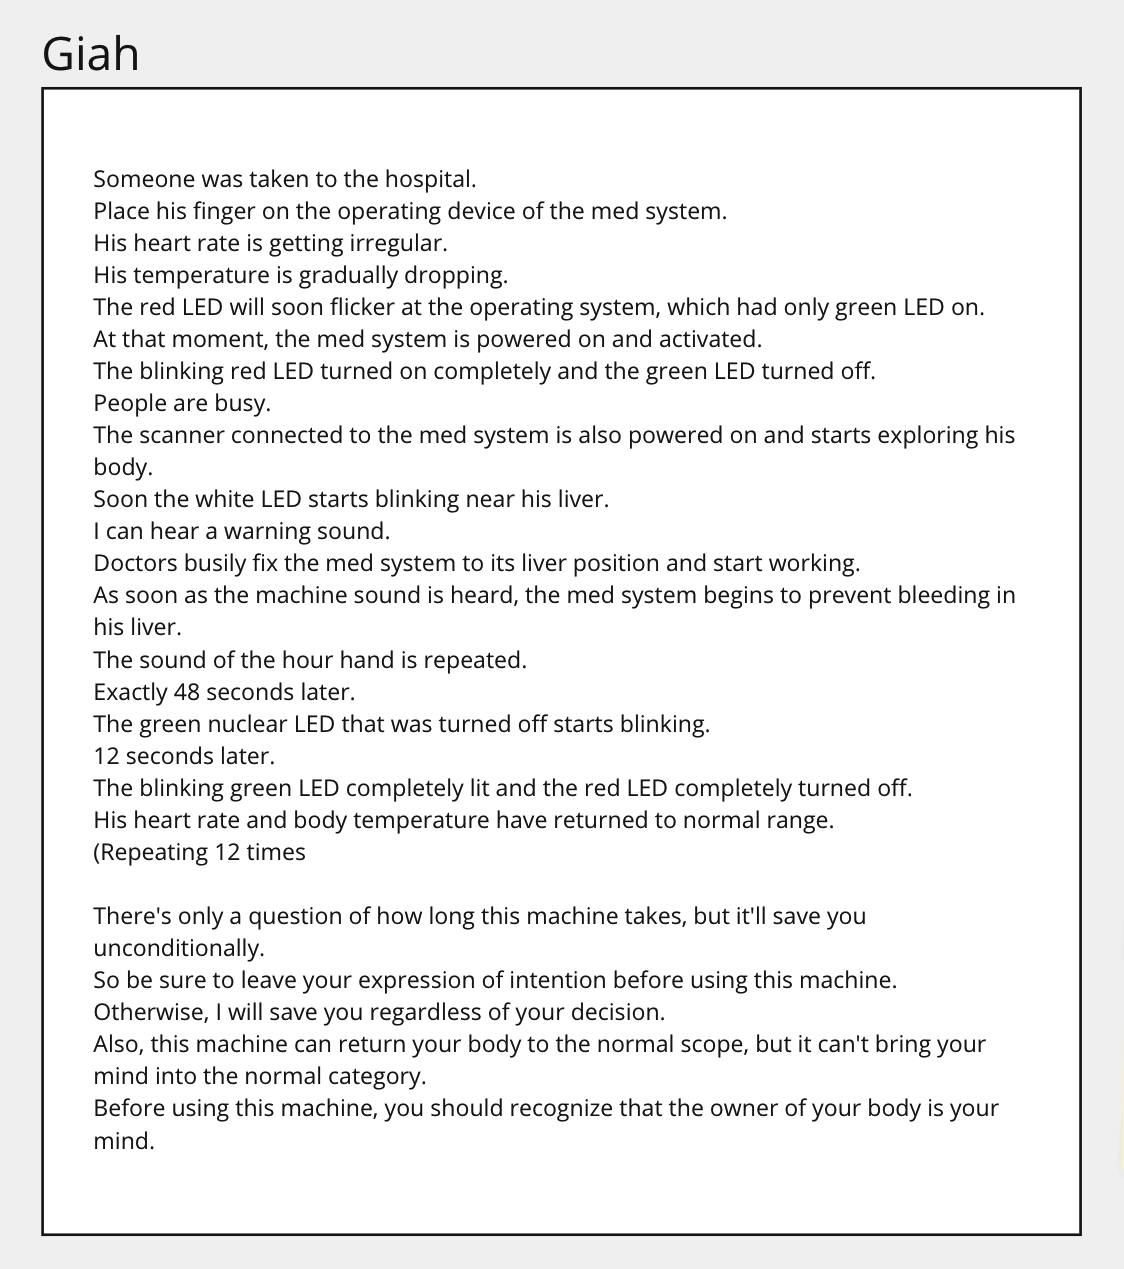 Giah
Someone was taken to the hospital.
Place his finger on the operating device of the med system.
His heart rate is getting irregular.
His temperature is gradually dropping.
The red LED will soon flicker at the operating system, which had only green LED on.
At that moment, the med system is powered on and activated.
The blinking red LED turned on completely and the green LED turned off.
People are busy.
The scanner connected to the med system is also powered on and starts exploring his
body.
Soon the white LED starts blinking near his liver.
I can hear a warning sound.
Doctors busily fix the med system to its liver position and start working.
As soon as the machine sound is heard, the med system begins to prevent bleeding in
his liver.
The sound of the hour hand is repeated.
Exactly 48 seconds later.
The green nuclear LED that was turned off starts blinking.
12 seconds later.
The blinking green LED completely lit and the red LED completely turned off.
His heart rate and body temperature have returned to normal range.
(Repeating 12 times
There's only a question of how long this machine takes, but it'll save you
unconditionally.
So be sure to leave your expression of intention before using this machine.
Otherwise, I will save you regardless of your decision.
Also, this machine can return your body to the normal scope, but it can't bring your
mind into the normal category.
Before using this machine, you should recognize that the owner of your body is your
mind.